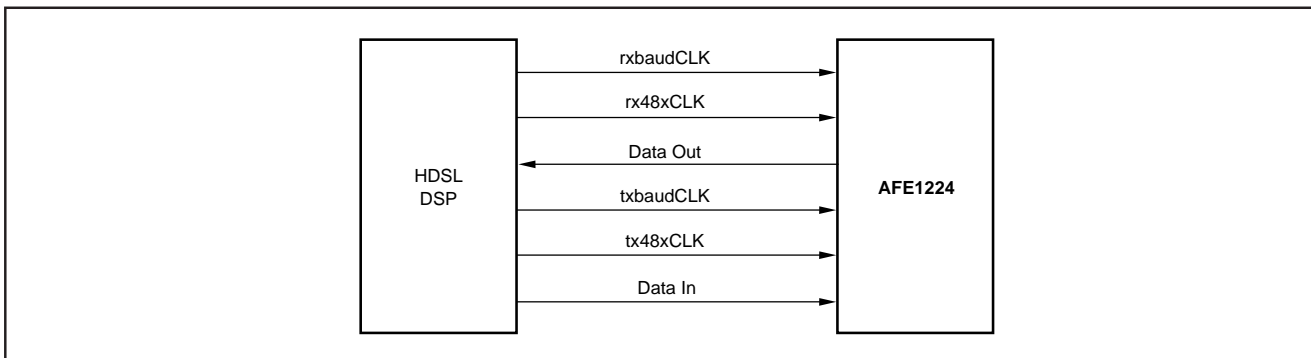 rxbaudCLK
rx48xCLK
Data Out
HDSL
DSP
txbaudCLK
tx48xCLK
Data In
AFE1224